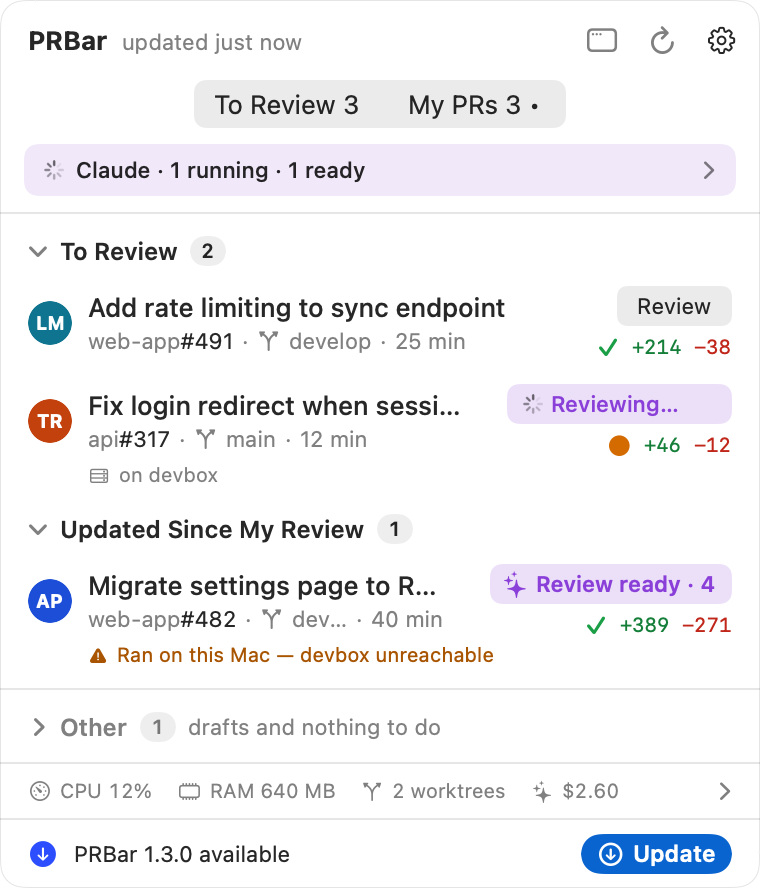 PRBar updated just now
To Review 3 My PRs 3 •
Claude · 1 running · 1 ready
To Review 2
LM Add rate limiting to sync endpoint Review
web-app#491 · develop · 25 min +214 −38
TR Fix login redirect when sessi... Reviewing...
api#317 · main · 12 min +46 −12
on devbox
Updated Since My Review 1
AP Migrate settings page to R... Review ready · 4
web-app#482 · dev... · 40 min +389 −271
Ran on this Mac — devbox unreachable
Other 1 drafts and nothing to do
CPU 12% RAM 640 MB 2 worktrees $2.60
PRBar 1.3.0 available Update